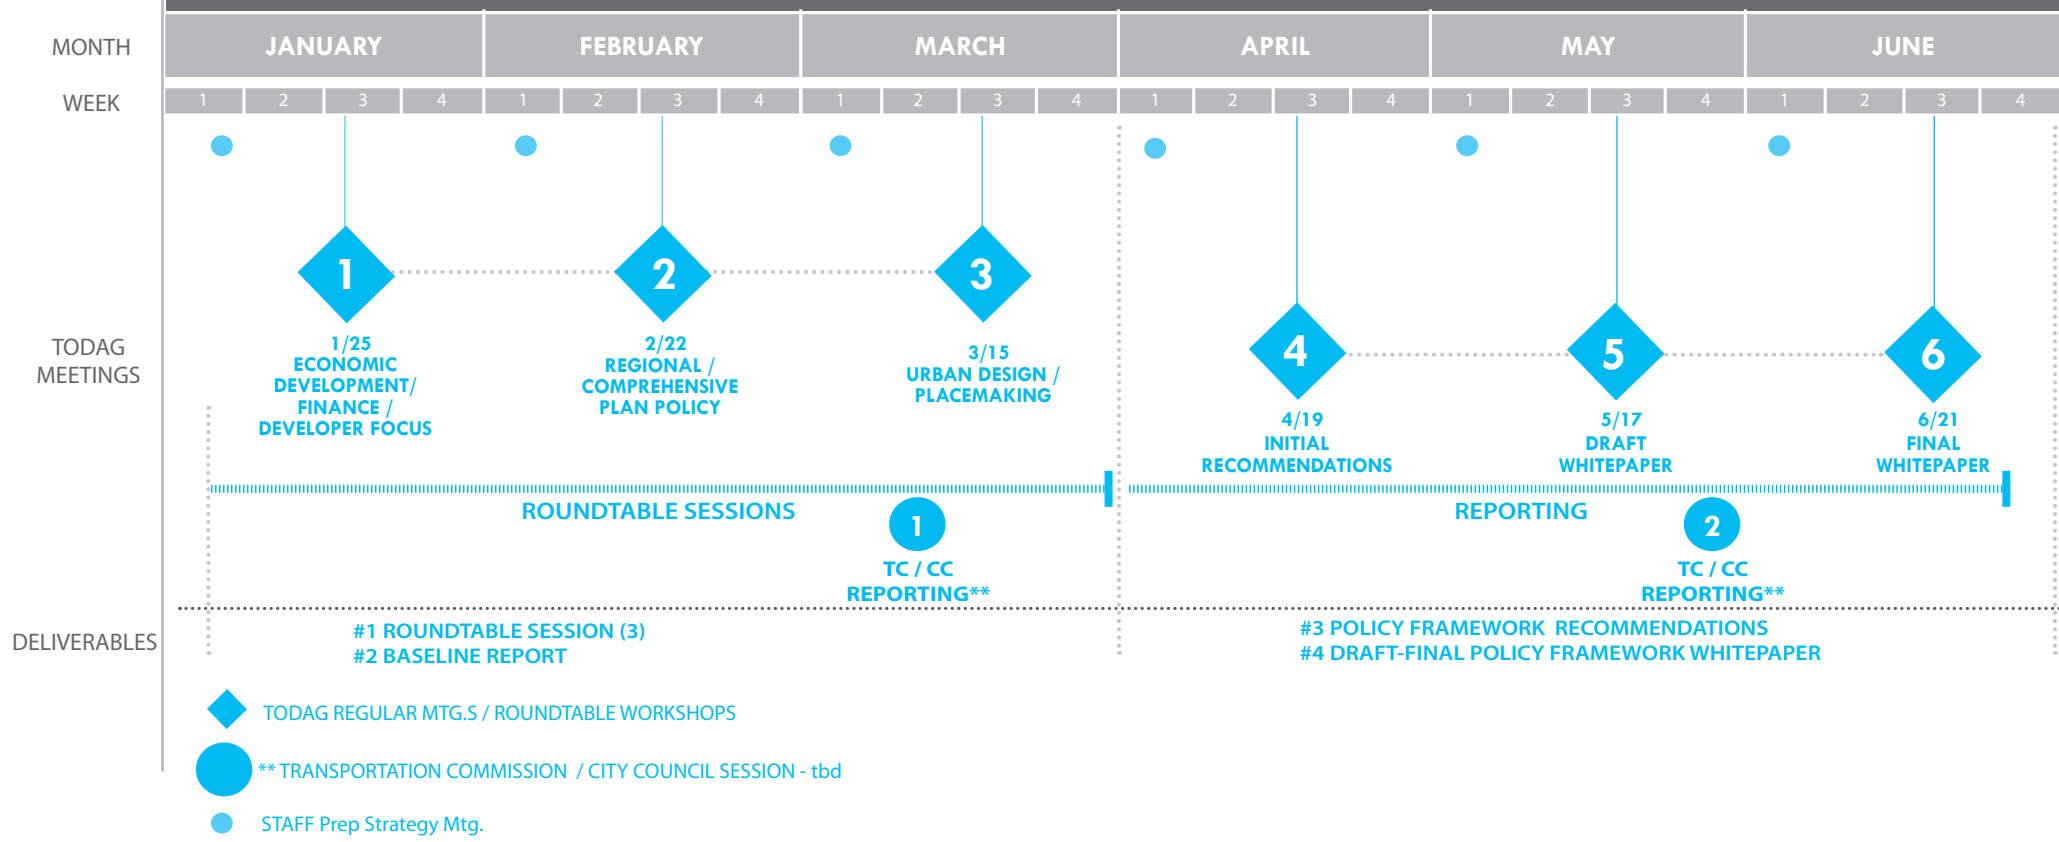 MONTH
JANUARY
FEBRUARY
MARCH
APRIL
MAY
JUNE
WEEK
1 2 3 4 1 2 3 4 1 2 3 4 1 2 3 4 1 2 3 4 1 2 3 4
TODAG
MEETINGS
1
1/25
ECONOMIC
DEVELOPMENT/
FINANCE /
DEVELOPER FOCUS
2
2/22
REGIONAL /
COMPREHENSIVE
PLAN POLICY
3
3/15
URBAN DESIGN /
PLACEMAKING
4
4/19
INITIAL
RECOMMENDATIONS
5
5/17
DRAFT
WHITEPAPER
6
6/21
FINAL
WHITEPAPER
ROUNDTABLE SESSIONS
1
TC / CC
REPORTING**
REPORTING
2
TC / CC
REPORTING**
DELIVERABLES
#1 ROUNDTABLE SESSION (3)
#2 BASELINE REPORT
#3 POLICY FRAMEWORK RECOMMENDATIONS
#4 DRAFT-FINAL POLICY FRAMEWORK WHITEPAPER
TODAG REGULAR MTG.S / ROUNDTABLE WORKSHOPS
** TRANSPORTATION COMMISSION / CITY COUNCIL SESSION - tbd
STAFF Prep Strategy Mtg.